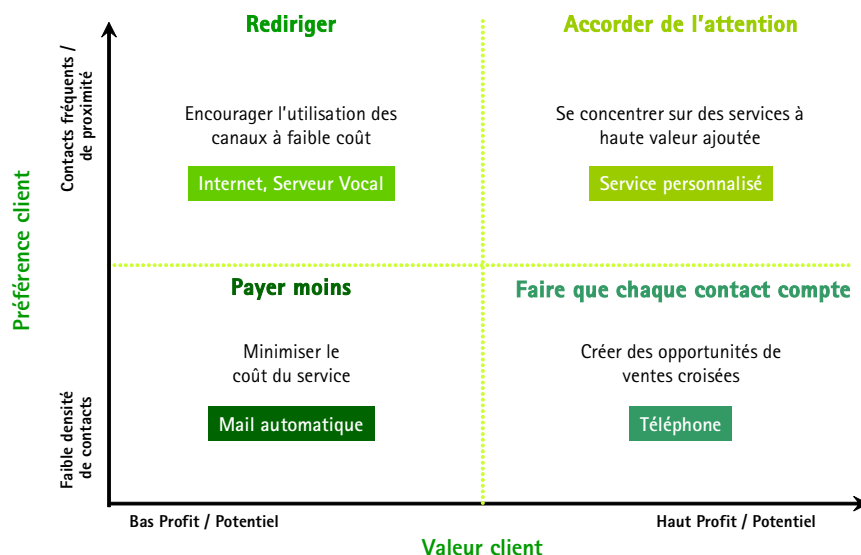 Rediriger
Accorder de l'attention
Contacts fréquents /
de proximité
Encourager l'utilisation des
canaux à faible coût
Internet, Serveur Vocal
Se concentrer sur des services à
haute valeur ajoutée
Service personnalisé
Préférence client
Payer moins
Faire que chaque contact compte
Faible densité
de contacts
Minimiser le
coût du service
Mail automatique
Créer des opportunités de
ventes croisées
Téléphone
Bas Profit / Potentiel
Haut Profit / Potentiel
Valeur client